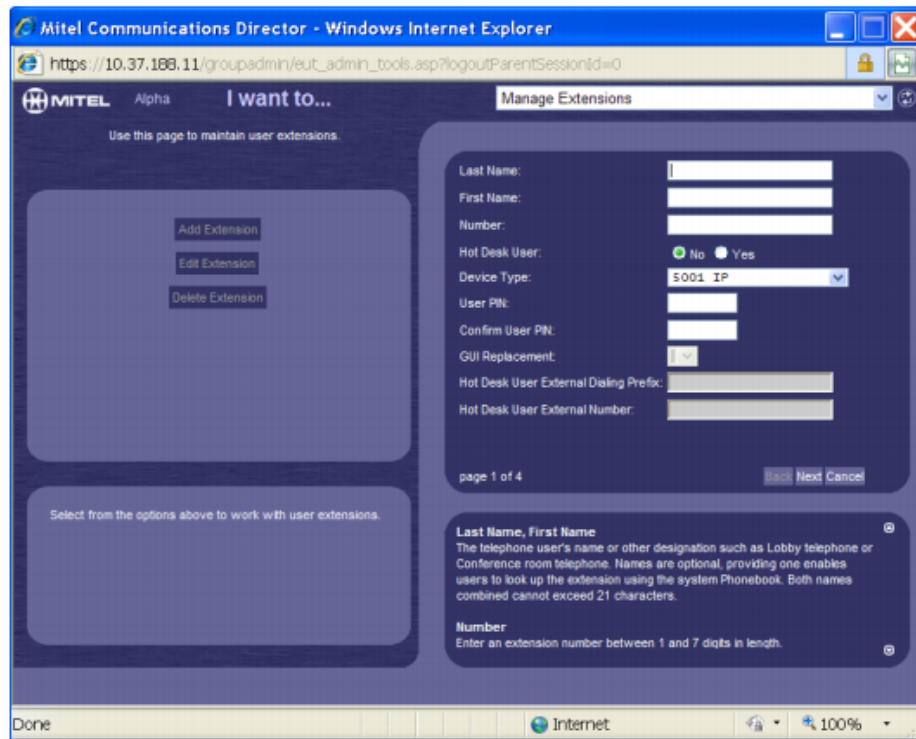 Mitel Communications Director - Windows Internet Explorer
https://10.37.188.11/groupadmin/eut_admin_tools.asp?logoutParentSessionId=0
MITEL Alpha I want to... Manage Extensions
Use this page to maintain user extensions.
Add Extension
Edit Extension
Delete Extension
Select from the options above to work with user extensions.
Last Name:
First Name:
Number:
Hot Desk User: No Yes
Device Type: 5001 IP
User PIN:
Confirm User PIN:
GUI Replacement:
Hot Desk User External Dialing Prefix:
Hot Desk User External Number:
page 1 of 4 Back Next Cancel
Last Name, First Name
The telephone user's name or other designation such as Lobby telephone or
Conference room telephone. Names are optional, providing one enables
users to look up the extension using the system Phonebook. Both names
combined cannot exceed 21 characters.
Number
Enter an extension number between 1 and 7 digits in length.
Done Internet 100%